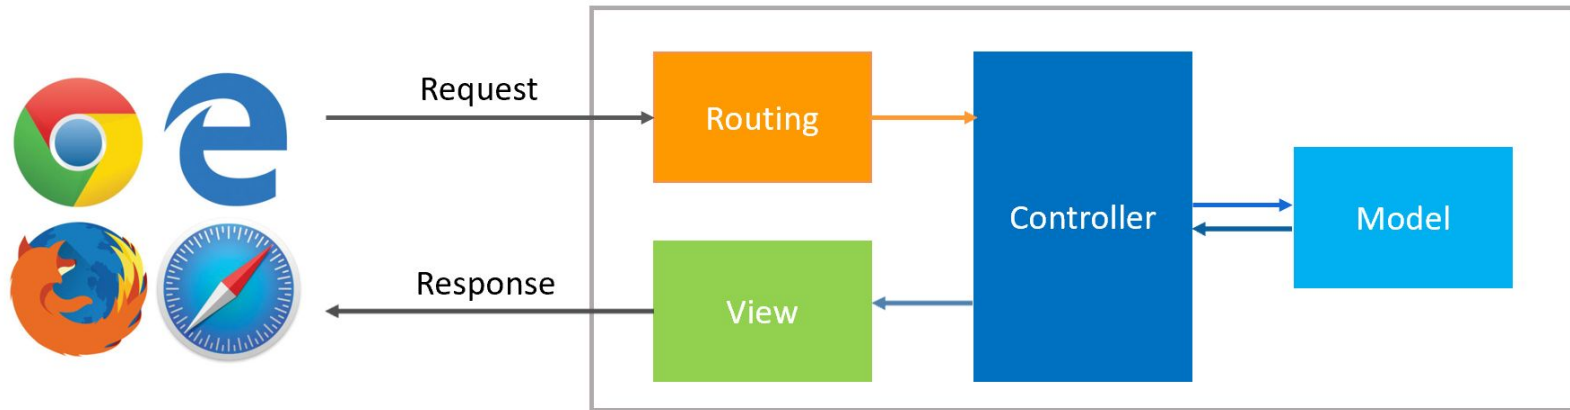 Request
Routing
Controller
Model
Response
View